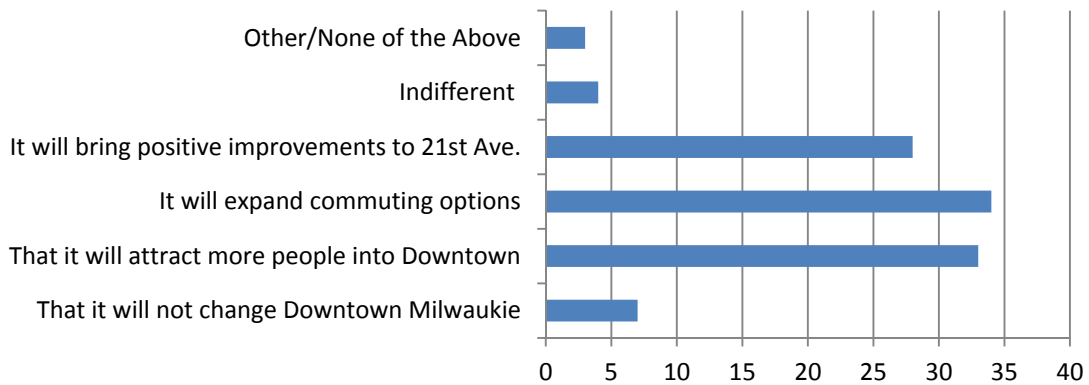 Other/None of the Above
Indifferent
It will bring positive improvements to 21st Ave.
It will expand commuting options
That it will attract more people into Downtown
That it will not change Downtown Milwaukie
0 5 10 15 20 25 30 35 40